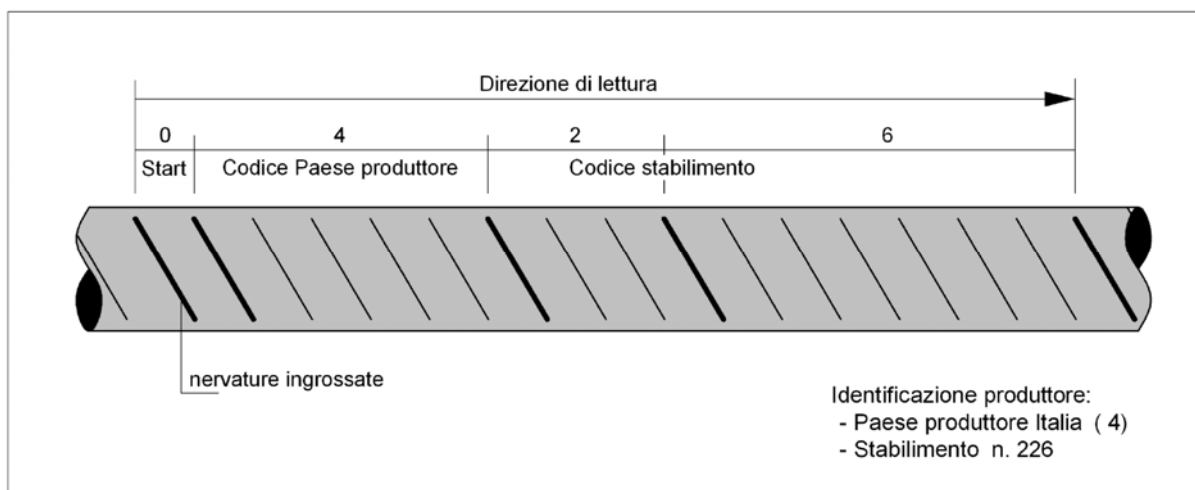 Direzione di lettura
0 4 2 6
Start Codice Paese produttore Codice stabilimento
nervature ingrossate
Identificazione produttore:
- Paese produttore Italia ( 4)
- Stabilimento n. 226